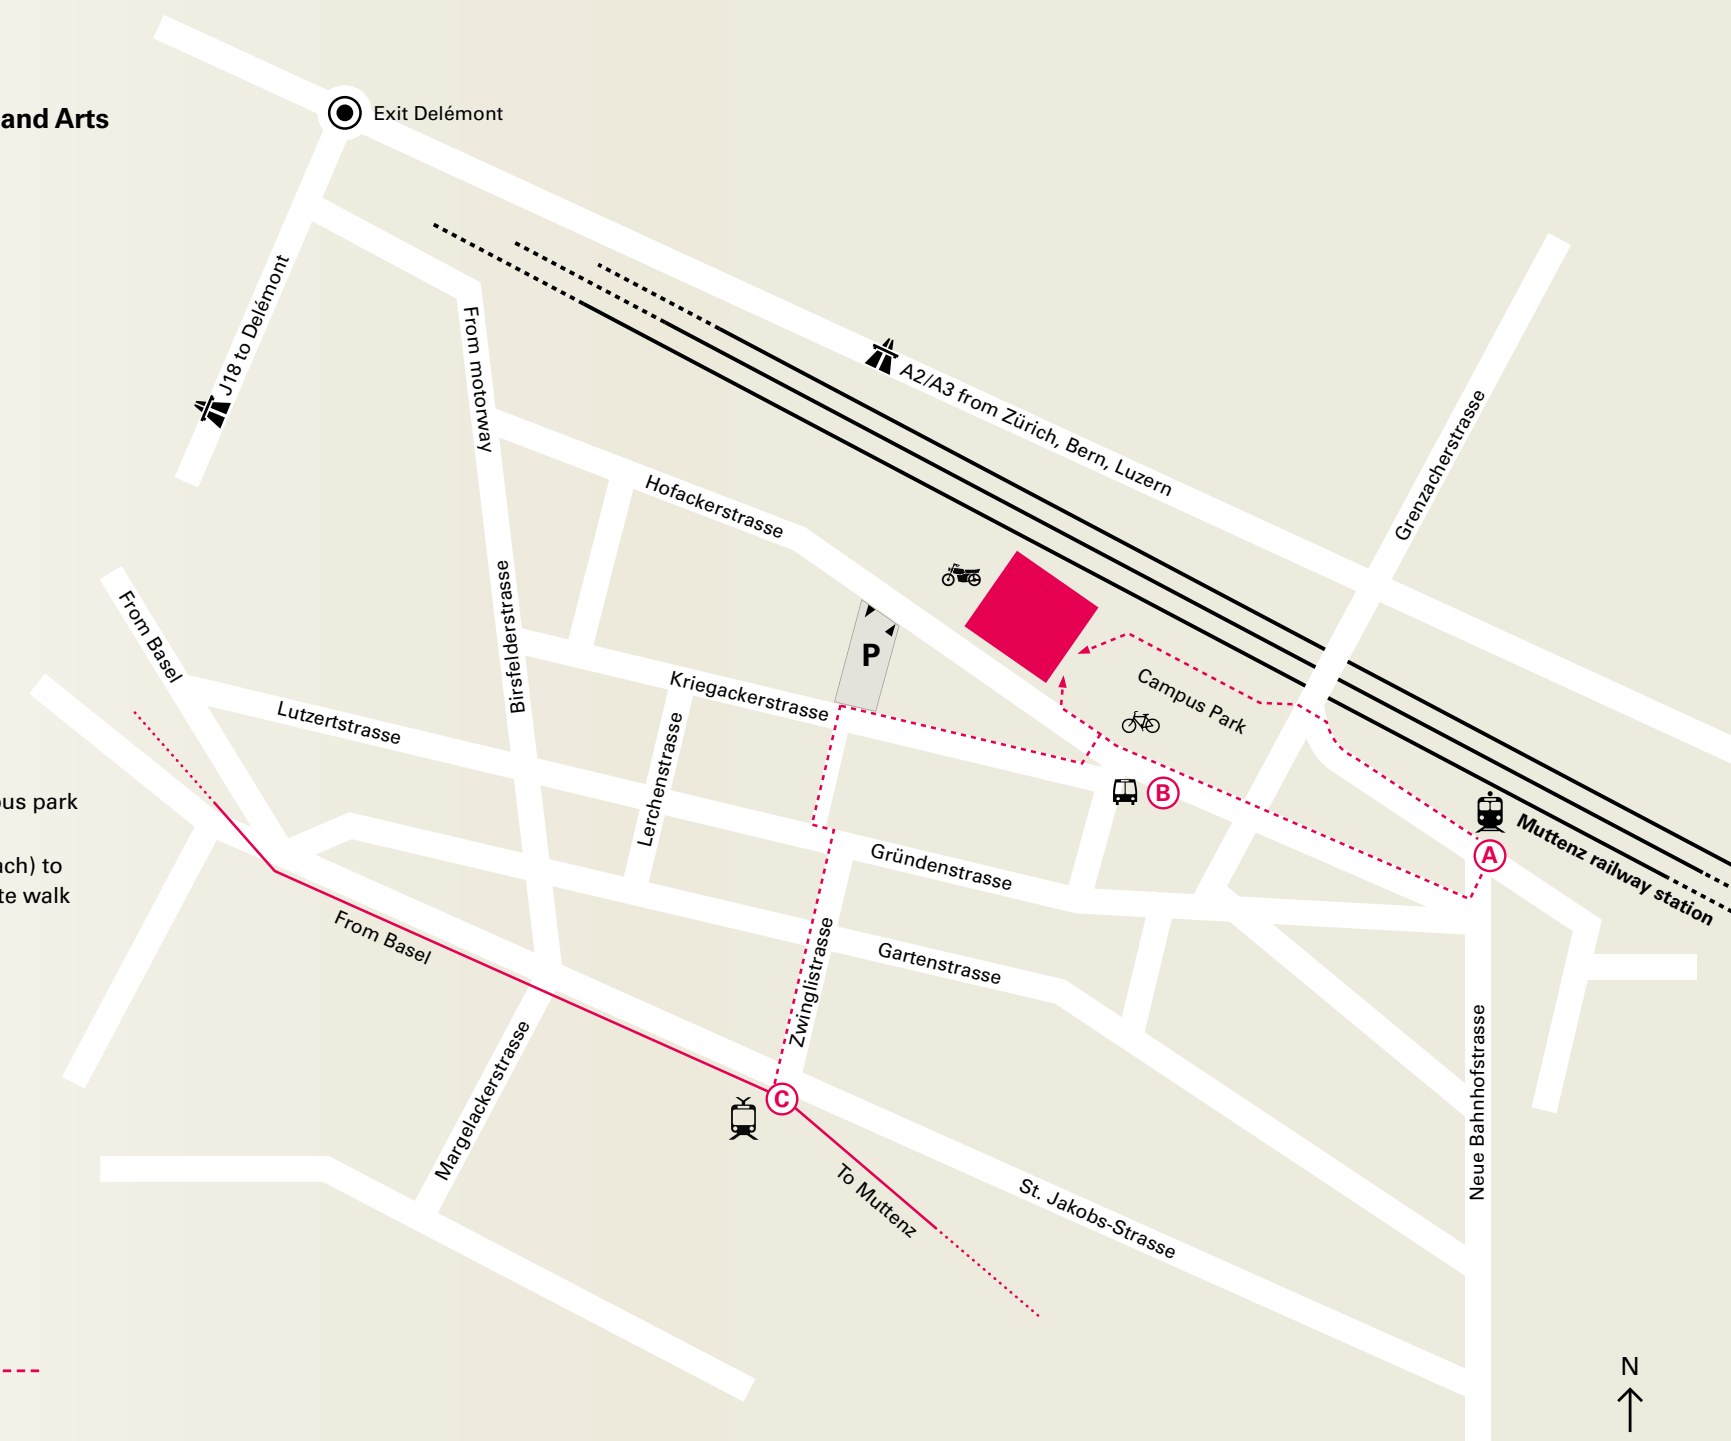 and Arts
Exit Delémont
J18 to Delémont
From motorway
A2/A3 from Zürich, Bern, Luzern
Grenzacherstrasse
Hofackerstrasse
Birsfelderstrasse
From Basel
P
Kriegackerstrasse
Campus Park
Lutzertstrasse
Lerchenstrasse
B
us park
ach) to
te walk
A
Muttenz railway station
Gründenstrasse
From Basel
Zwinglistrasse
Gartenstrasse
Margelackerstrasse
C
Neue Bahnhofstrasse
To Muttenz
St. Jakobs-Strasse
N